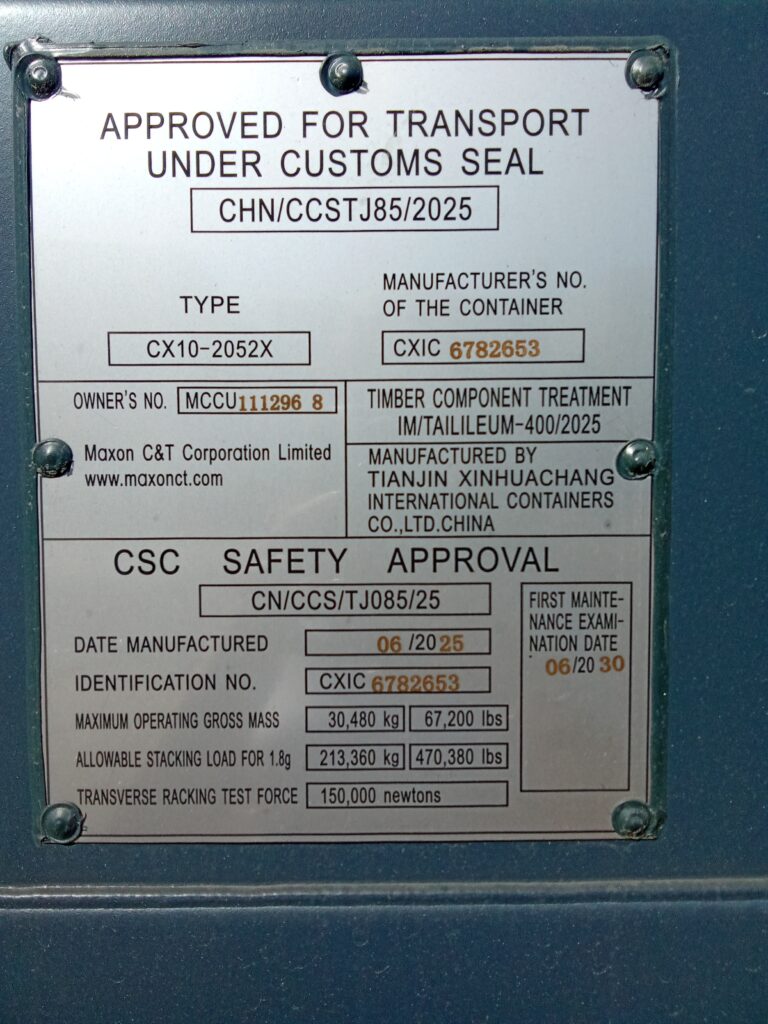 APPROVED FOR TRANSPORT
UNDER CUSTOMS SEAL
CHN/CCSTJ85/2025
TYPE
CX10-2052X
MANUFACTURER'S NO.
OF THE CONTAINER
CXIC 6782653
OWNER'S NO. MCCU111296 8
Maxon C&T Corporation Limited
www.maxonct.com
TIMBER COMPONENT TREATMENT
IM/TAILILEUM-400/2025
MANUFACTURED BY
TIANJIN XINHUACHANG
INTERNATIONAL CONTAINERS
CO.,LTD.CHINA
CSC SAFETY APPROVAL
CN/CCS/TJ085/25
DATE MANUFACTURED 06 /20 25
IDENTIFICATION NO. CXIC 6782653
MAXIMUM OPERATING GROSS MASS 30,480 kg 67,200 lbs
ALLOWABLE STACKING LOAD FOR 1.8g 213,360 kg 470,380 lbs
TRANSVERSE RACKING TEST FORCE 150,000 newtons
FIRST MAINTE-
NANCE EXAMI-
NATION DATE
06/20 30